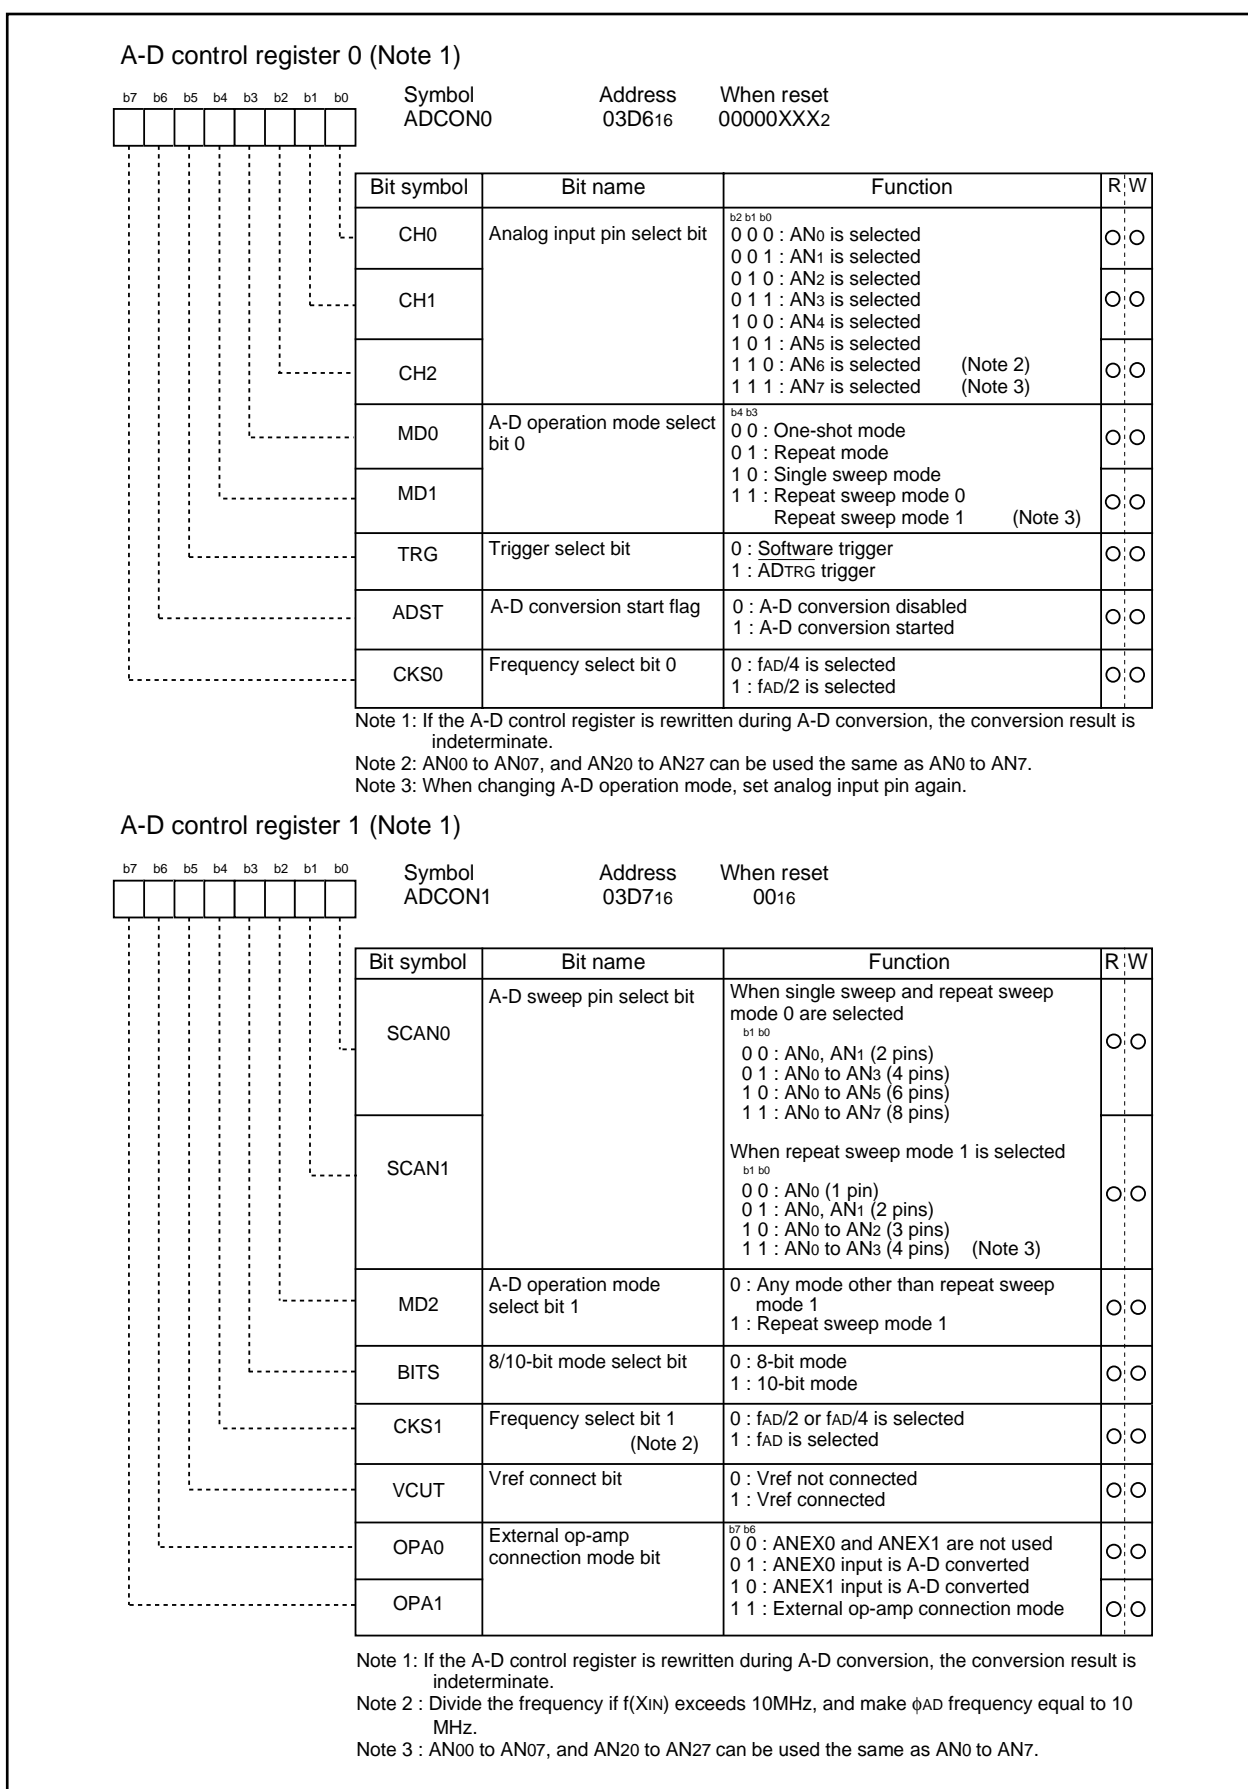 A-D control register 0 (Note 1)
b7 b6 b5 b4 b3 b2 b1 b0
Symbol Address When reset
ADCON0 03D616 00000XXX2
Bit symbol Bit name Function R W
CH0 Analog input pin select bit
b2 b1 b0
0 0 0 : AN0 is selected
0 0 1 : AN1 is selected
0 1 0 : AN2 is selected
CH1
0 1 1 : AN3 is selected
1 0 0 : AN4 is selected
1 0 1 : AN5 is selected
CH2
1 1 0 : AN6 is selected (Note 2)
1 1 1 : AN7 is selected (Note 3)
MD0 A-D operation mode select
bit 0
b4 b3
0 0 : One-shot mode
0 1 : Repeat mode
1 0 : Single sweep mode
MD1
1 1 : Repeat sweep mode 0
Repeat sweep mode 1 (Note 3)
TRG Trigger select bit
0 : Software trigger
1 : ADTRG trigger
ADST A-D conversion start flag
0 : A-D conversion disabled
1 : A-D conversion started
CKS0 Frequency select bit 0
0 : fAD/4 is selected
1 : fAD/2 is selected
Note 1: If the A-D control register is rewritten during A-D conversion, the conversion result is
indeterminate.
Note 2: AN00 to AN07, and AN20 to AN27 can be used the same as AN0 to AN7.
Note 3: When changing A-D operation mode, set analog input pin again.
A-D control register 1 (Note 1)
b7 b6 b5 b4 b3 b2 b1 b0
Symbol Address When reset
ADCON1 03D716 0016
Bit symbol Bit name Function R W
SCAN0 A-D sweep pin select bit
When single sweep and repeat sweep
mode 0 are selected
b1 b0
0 0 : AN0, AN1 (2 pins)
0 1 : AN0 to AN3 (4 pins)
1 0 : AN0 to AN5 (6 pins)
1 1 : AN0 to AN7 (8 pins)
SCAN1
When repeat sweep mode 1 is selected
b1 b0
0 0 : AN0 (1 pin)
0 1 : AN0, AN1 (2 pins)
1 0 : AN0 to AN2 (3 pins)
1 1 : AN0 to AN3 (4 pins) (Note 3)
MD2 A-D operation mode
select bit 1
0 : Any mode other than repeat sweep
mode 1
1 : Repeat sweep mode 1
BITS 8/10-bit mode select bit
0 : 8-bit mode
1 : 10-bit mode
CKS1 Frequency select bit 1
(Note 2)
0 : fAD/2 or fAD/4 is selected
1 : fAD is selected
VCUT Vref connect bit
0 : Vref not connected
1 : Vref connected
OPA0 External op-amp
connection mode bit
b7 b6
0 0 : ANEX0 and ANEX1 are not used
0 1 : ANEX0 input is A-D converted
OPA1
1 0 : ANEX1 input is A-D converted
1 1 : External op-amp connection mode
Note 1: If the A-D control register is rewritten during A-D conversion, the conversion result is
indeterminate.
Note 2 : Divide the frequency if f(XIN) exceeds 10MHz, and make ϕAD frequency equal to 10
MHz.
Note 3 : AN00 to AN07, and AN20 to AN27 can be used the same as AN0 to AN7.